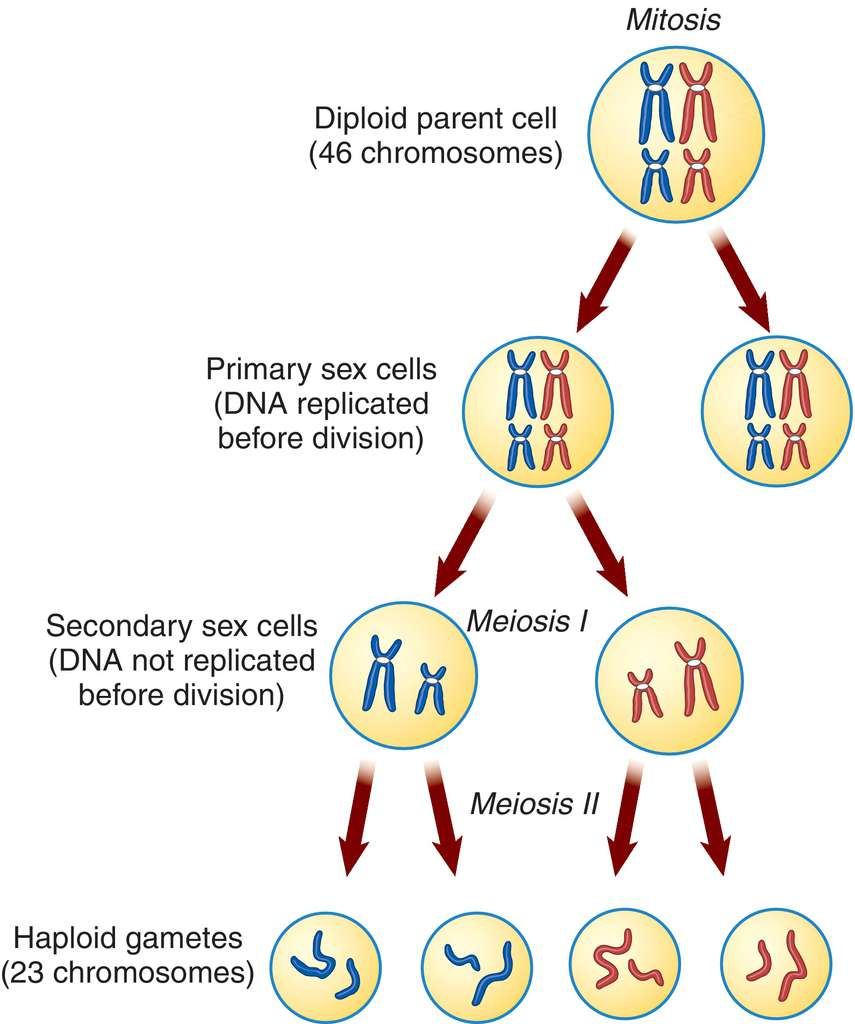 Mitosis
Diploid parent cell
(46 chromosomes)
Primary sex cells
(DNA replicated
before division)
Secondary sex cells
(DNA not replicated
before division)
Meiosis I
Meiosis II
Haploid gametes
(23 chromosomes)